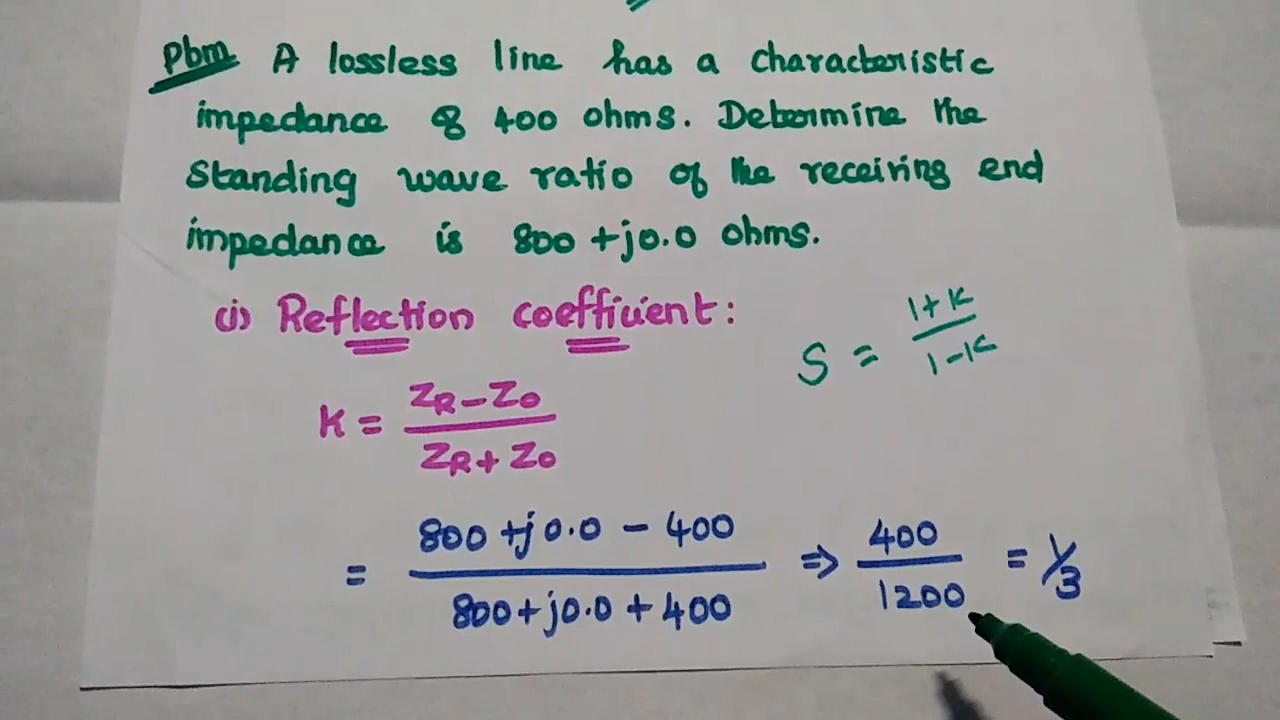 Pbm A lossless line has a characteristic
impedance of 400 ohms. Determine the
Standing wave ratio of the receiving end
impedance is 800 +j0.0 ohms.
(i) Reflection coefficient:
S = 1+K / 1-K
K = ZR-Z0 / ZR+Z0
= 800 +j0.0 - 400 / 800+j0.0+400 ⇒ 400 / 1200 = 1/3